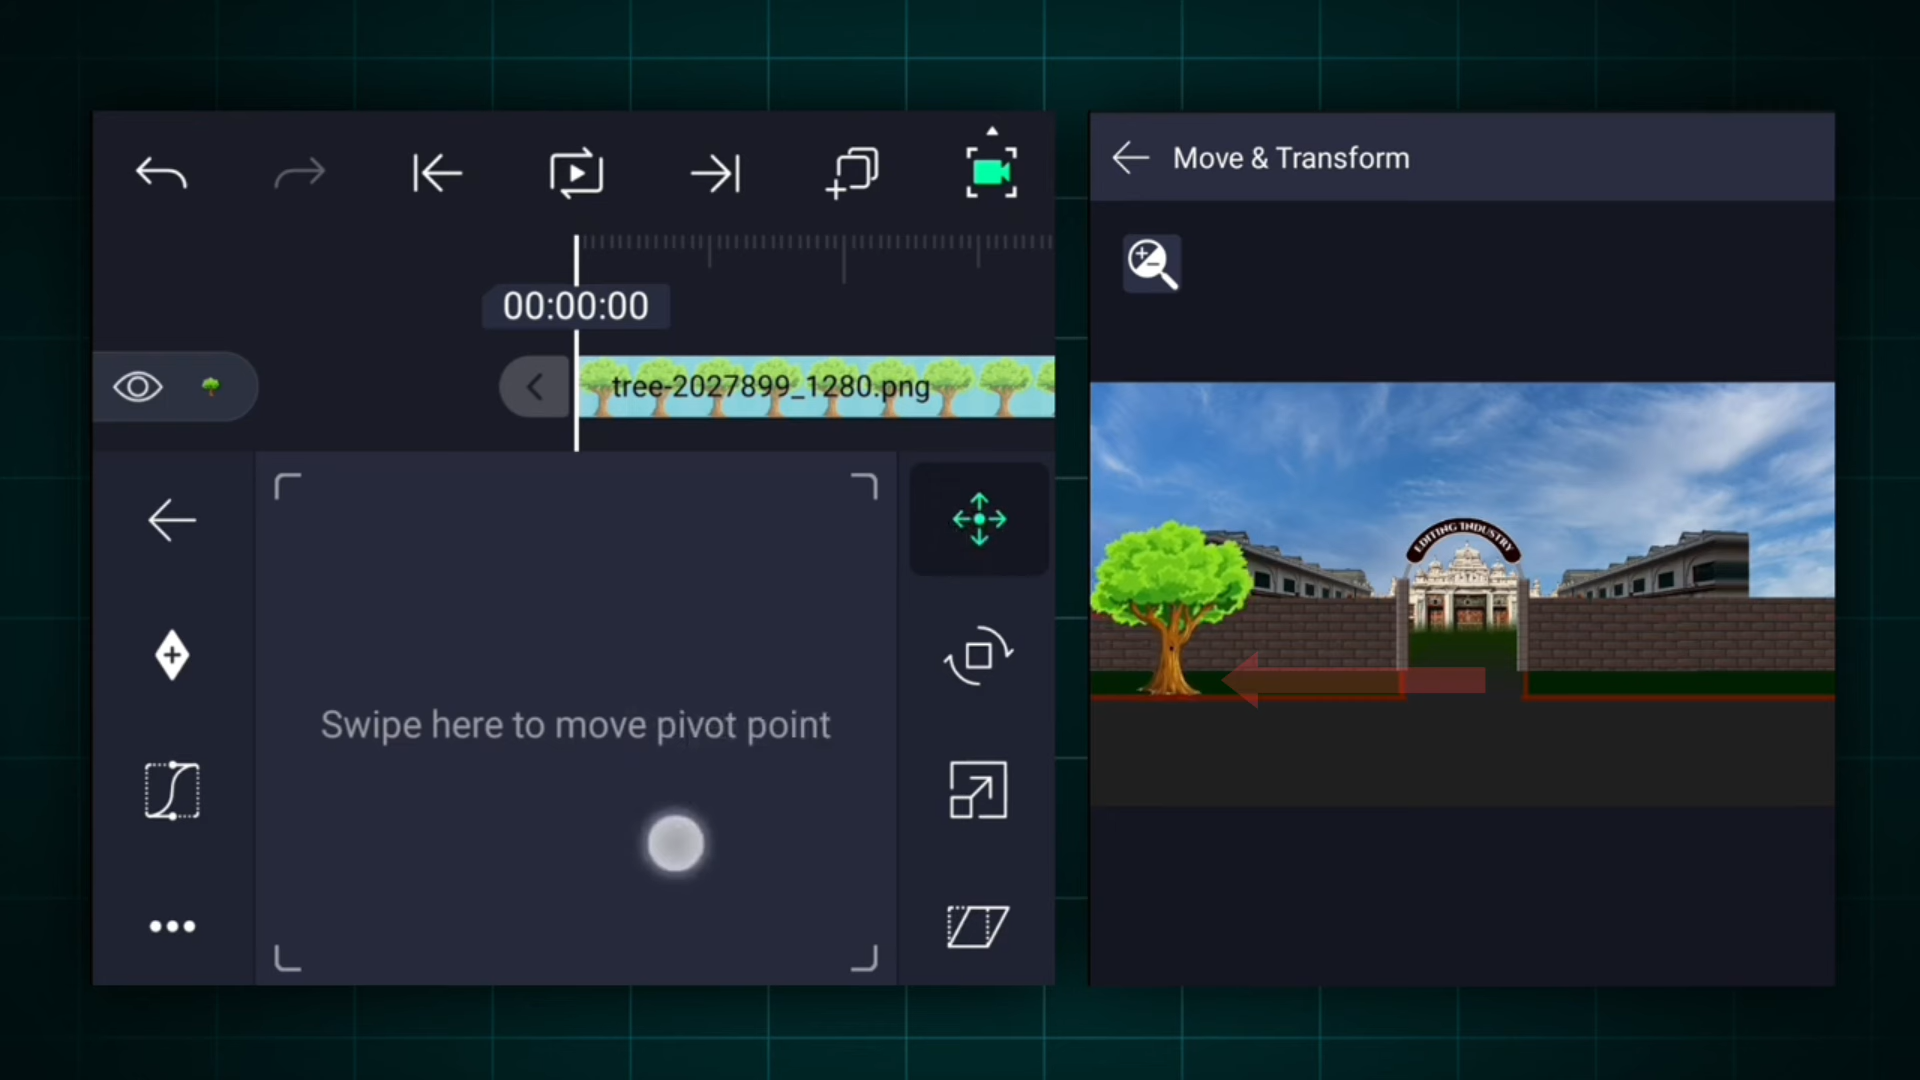 Move & Transform
00:00:00
tree-2027899_1280.png
EDITING INDUSTRY
Swipe here to move pivot point